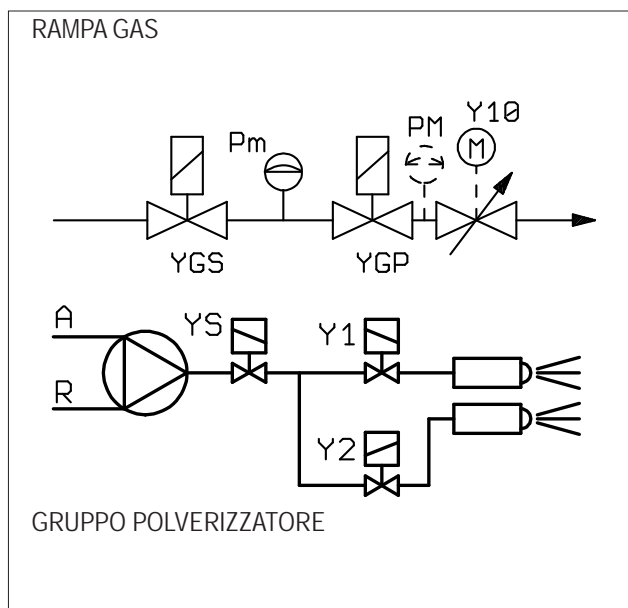 RAMPA GAS
Pm
PM
Y10
M
YGS
YGP
A
YS
Y1
R
Y2
GRUPPO POLVERIZZATORE